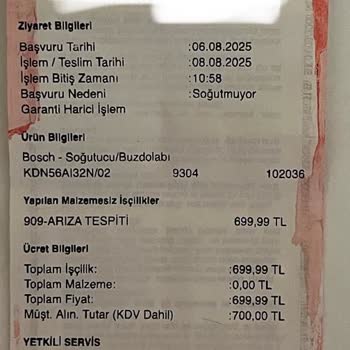 Ziyaret Bilgileri
Başvuru Tarihi :06.08.2025
İşlem / Teslim Tarihi :08.08.2025
İşlem Bitiş Zamanı :10:58
Başvuru Nedeni :Soğutmuyor
Garanti Harici İşlem
Ürün Bilgileri
Bosch - Soğutucu/Buzdolabı
KDN56AI32N/02 9304 102036
Yapılan Malzemesiz İşçilikler
909-ARIZA TESPİTİ 699,99 TL
Ücret Bilgileri
Toplam İşçilik: :699,99 TL
Toplam Malzeme: :0,00 TL
Toplam Fiyat: :699,99 TL
Müşt. Alın. Tutar (KDV Dahil) :700,00 TL
YETKİLİ SERVİS